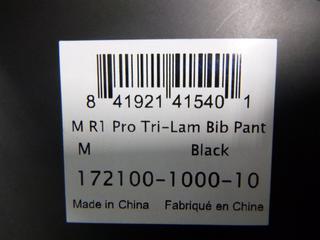 8 41921 41540 1
M R1 Pro Tri-Lam Bib Pant
M Black
172100-1000-10
Made in China Fabriqué en Chine